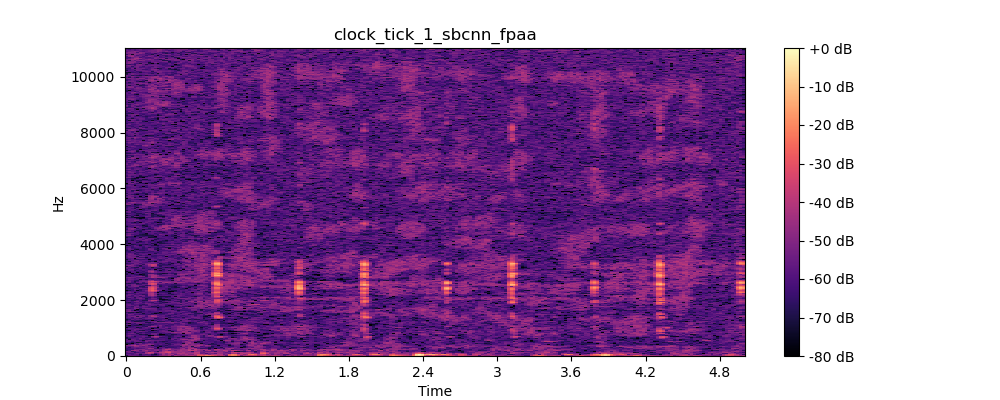 clock_tick_1_sbcnn_fpaa
10000
8000
6000
4000
2000
0
Hz
0 0.6 1.2 1.8 2.4 3 3.6 4.2 4.8
Time
+0 dB
-10 dB
-20 dB
-30 dB
-40 dB
-50 dB
-60 dB
-70 dB
-80 dB